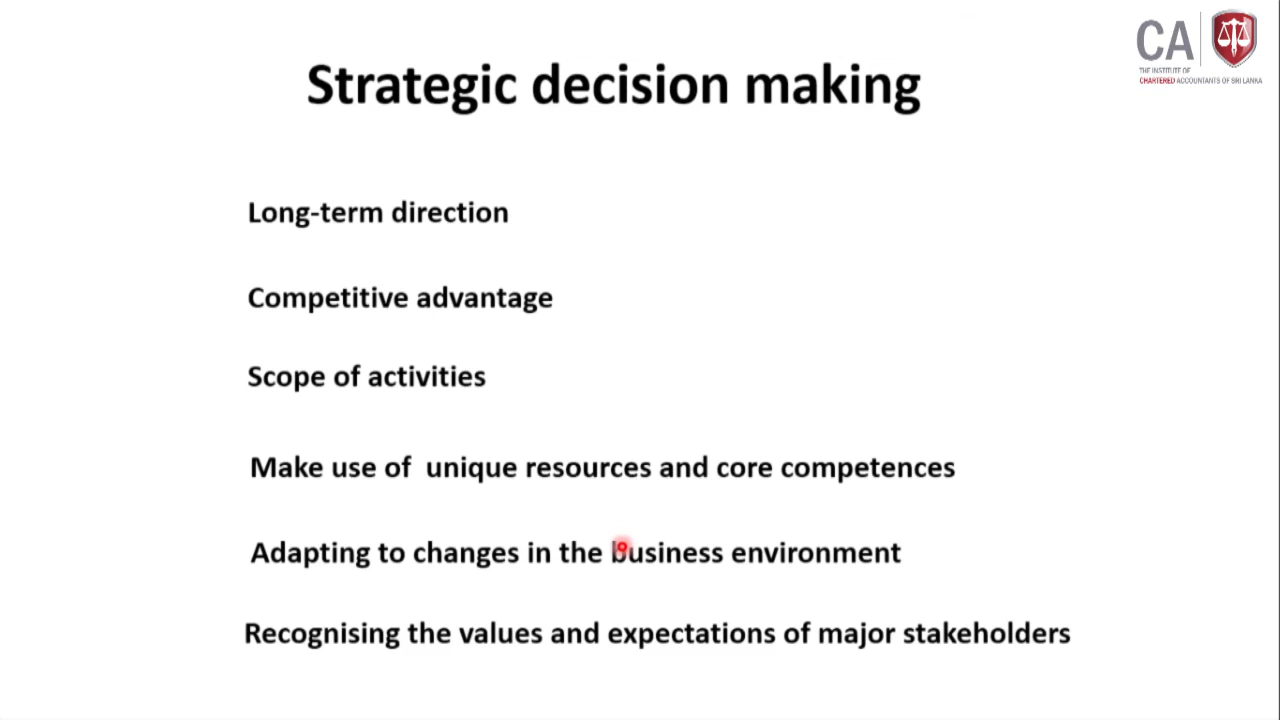 CA
THE INSTITUTE OF
CHARTERED ACCOUNTANTS OF SRI LANKA
Strategic decision making
Long-term direction
Competitive advantage
Scope of activities
Make use of  unique resources and core competences
Adapting to changes in the business environment
Recognising the values and expectations of major stakeholders